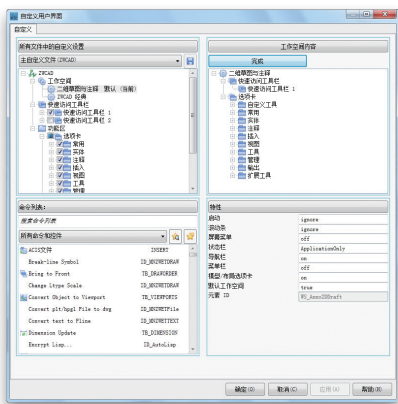 自定义用户界面
自定义
所有文件中的自定义设置
主自定义文件(ZWCAD)
ZWCAD
工作空间
二维草图与注释 默认 (当前)
ZWCAD 经典
快速访问工具栏
快速访问工具栏 1
快速访问工具栏 2
功能区
选项卡
常用
实体
注释
插入
视图
工具
管理
命令列表:
搜索命令列表
所有命令和控件
ACIS文件 INSERT
Break-line Symbol ID_MNZWETDRAW
Bring to Front TB_DRAWORDER
Change Ltype Scale ID_MNZWETDRAW
Convert Object to Viewport TB_VIEWPORTS
Convert plt/hpgl File to dwg ID_MNZWETFile
Convert text to Pline ID_MNZWETTEXT
Dimension Update TB_DIMENSION
Encrypt Lisp... ID_AutoLisp
工作空间内容
完成
二维草图与注释
快速访问工具栏
快速访问工具栏 1
选项卡
自定义工具
常用
实体
注释
插入
视图
工具
管理
输出
扩展工具
特性
启动 ignore
滚动条 ignore
屏幕菜单 off
状态栏 ApplicationOnly
导航栏 on
菜单栏 off
模型/布局选项卡 on
默认工作空间 true
元素 ID WS_Anno2DDraft
确定(O)
取消(C)
应用(A)
帮助(H)